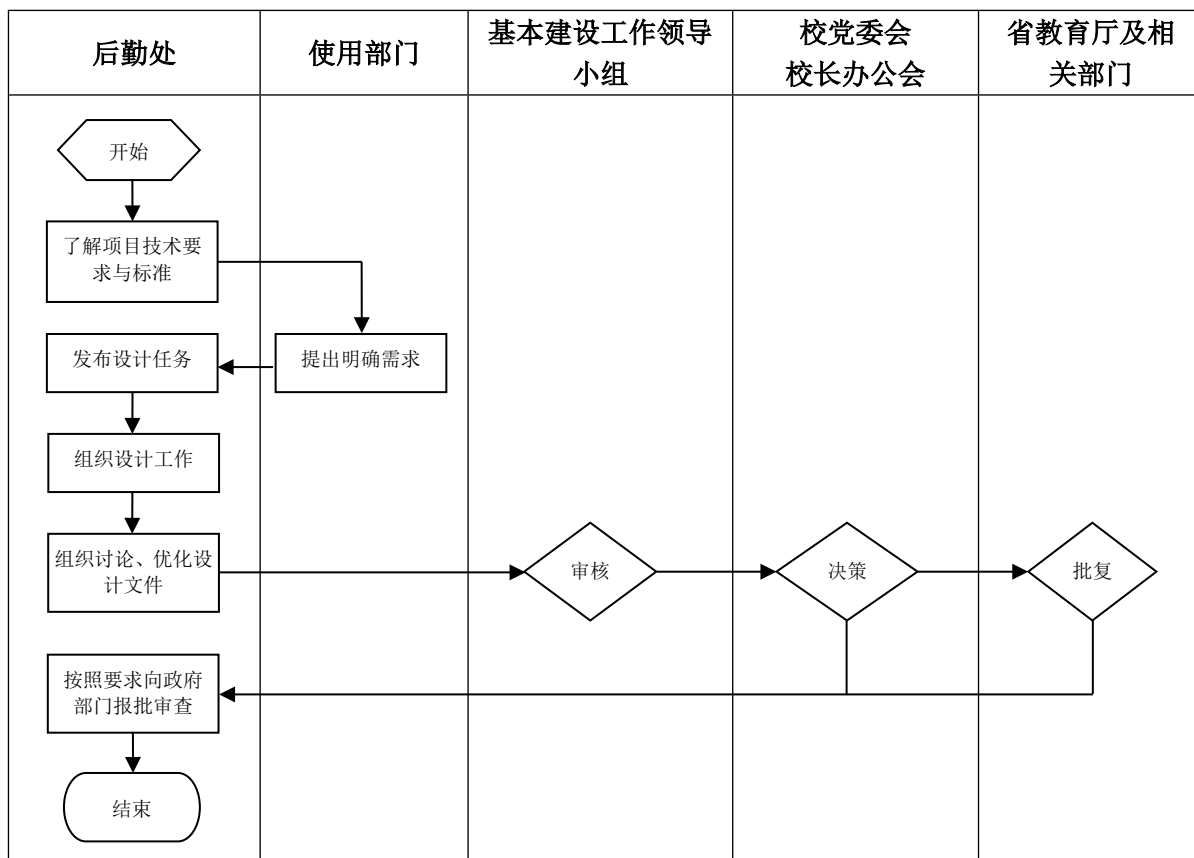 后勤处
使用部门
基本建设工作领导
小组
校党委会
校长办公会
省教育厅及相
关部门
开始
了解项目技术要
求与标准
发布设计任务
提出明确需求
组织设计工作
组织讨论、优化设
计文件
审核
决策
批复
按照要求向政府
部门报批审查
结束